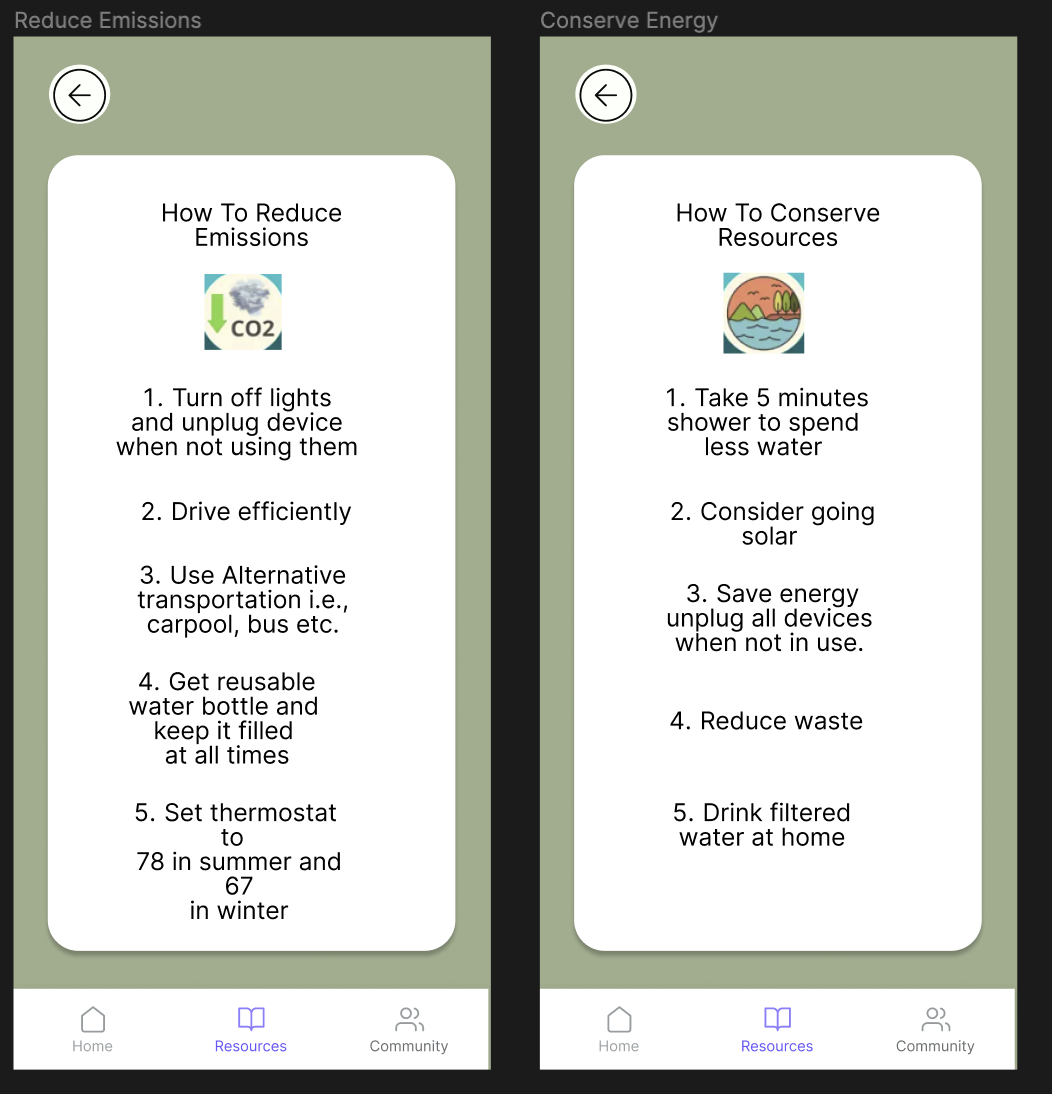 Reduce Emissions
How To Reduce
Emissions
CO2
1. Turn off lights
and unplug device
when not using them
2. Drive efficiently
3. Use Alternative
transportation i.e.,
carpool, bus etc.
4. Get reusable
water bottle and
keep it filled
at all times
5. Set thermostat
to
78 in summer and
67
in winter
Home
Resources
Community
Conserve Energy
How To Conserve
Resources
1. Take 5 minutes
shower to spend
less water
2. Consider going
solar
3. Save energy
unplug all devices
when not in use.
4. Reduce waste
5. Drink filtered
water at home
Home
Resources
Community